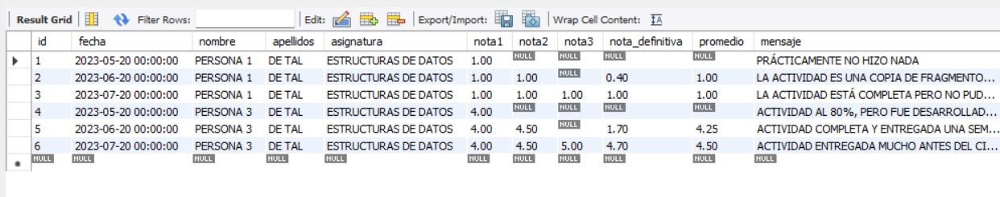 Result Grid Filter Rows: Edit: Export/Import: Wrap Cell Content: IA
id fecha nombre apellidos asignatura nota1 nota2 nota3 nota_definitiva promedio mensaje
1 2023-05-20 00:00:00 PERSONA 1 DE TAL ESTRUCTURAS DE DATOS 1.00 NULL NULL NULL NULL PRÁCTICAMENTE NO HIZO NADA
2 2023-06-20 00:00:00 PERSONA 1 DE TAL ESTRUCTURAS DE DATOS 1.00 1.00 NULL 0.40 1.00 LA ACTIVIDAD ES UNA COPIA DE FRAGMENTO...
3 2023-07-20 00:00:00 PERSONA 1 DE TAL ESTRUCTURAS DE DATOS 1.00 1.00 1.00 1.00 1.00 LA ACTIVIDAD ESTÁ COMPLETA PERO NO PUD...
4 2023-05-20 00:00:00 PERSONA 3 DE TAL ESTRUCTURAS DE DATOS 4.00 NULL NULL NULL NULL ACTIVIDAD AL 80%, PERO FUE DESARROLLAD...
5 2023-06-20 00:00:00 PERSONA 3 DE TAL ESTRUCTURAS DE DATOS 4.00 4.50 NULL 1.70 4.25 ACTIVIDAD COMPLETA Y ENTREGADA UNA SEM...
6 2023-07-20 00:00:00 PERSONA 3 DE TAL ESTRUCTURAS DE DATOS 4.00 4.50 5.00 4.70 4.50 ACTIVIDAD ENTREGADA MUCHO ANTES DEL CI...
NULL NULL NULL NULL NULL NULL NULL NULL NULL NULL NULL